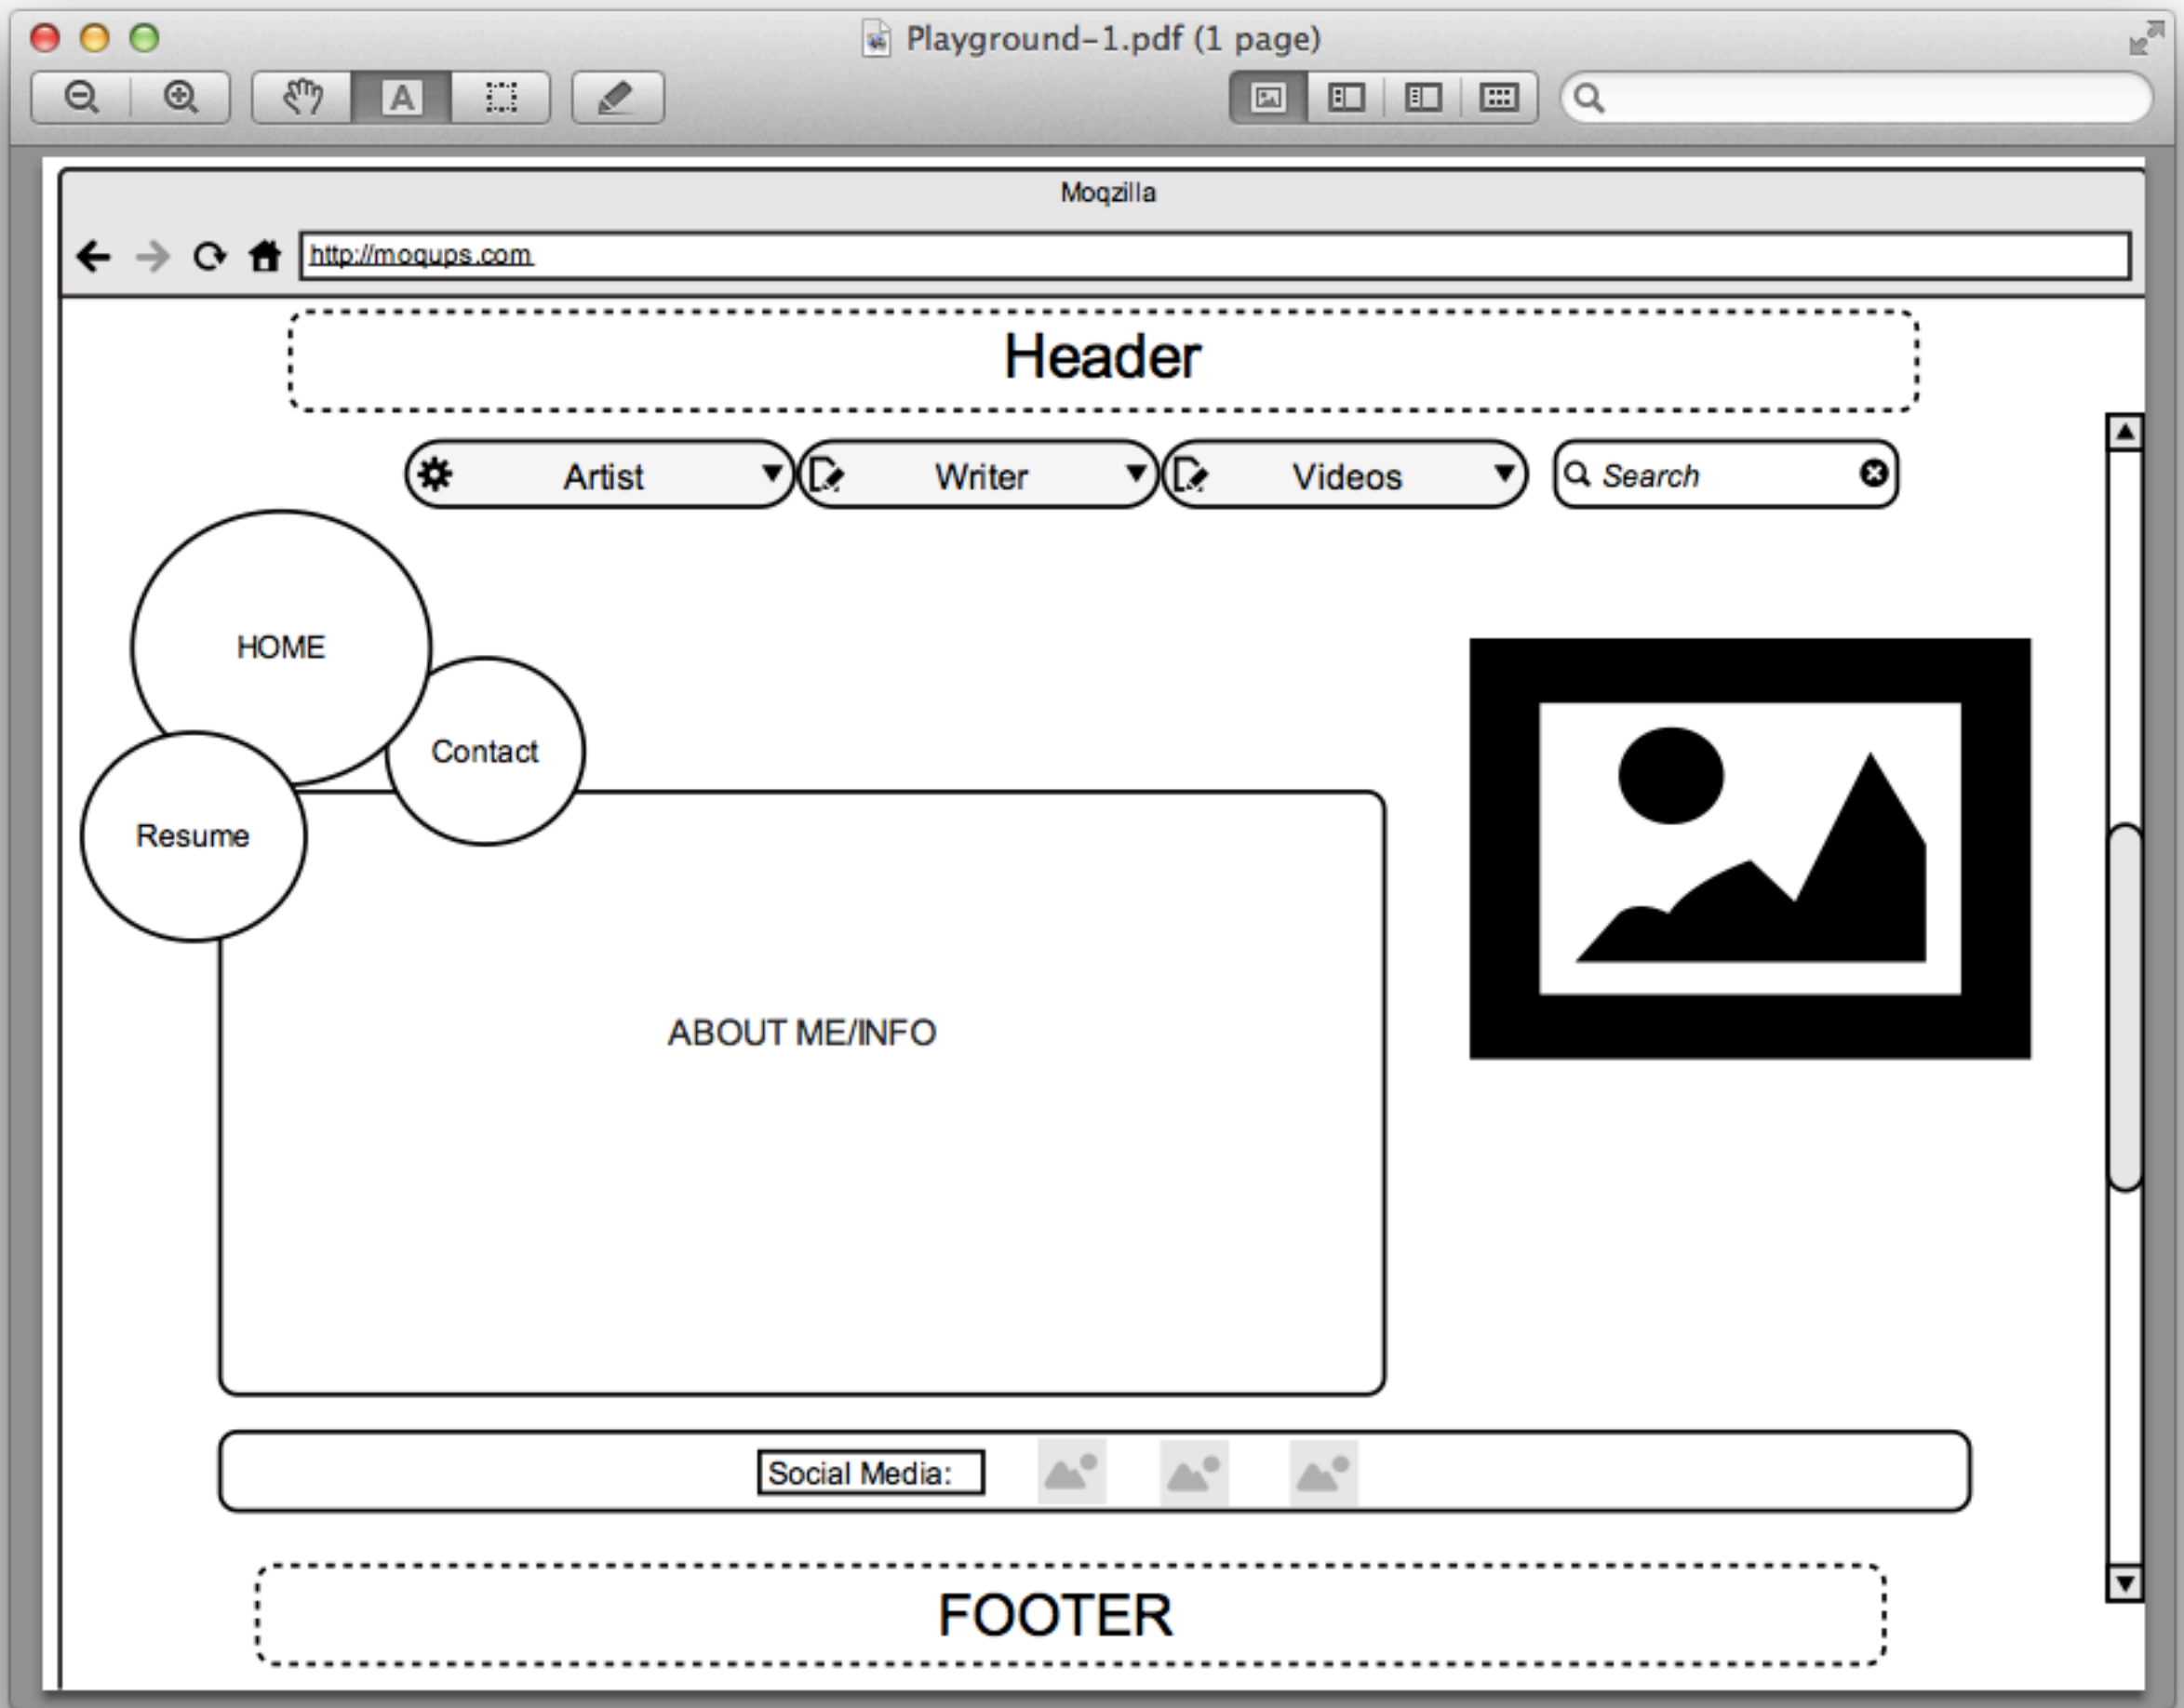 Playground-1.pdf (1 page)
A
Moqzilla
http://moqups.com
Header
Artist
Writer
Videos
Search
HOME
Contact
Resume
ABOUT ME/INFO
Social Media:
FOOTER